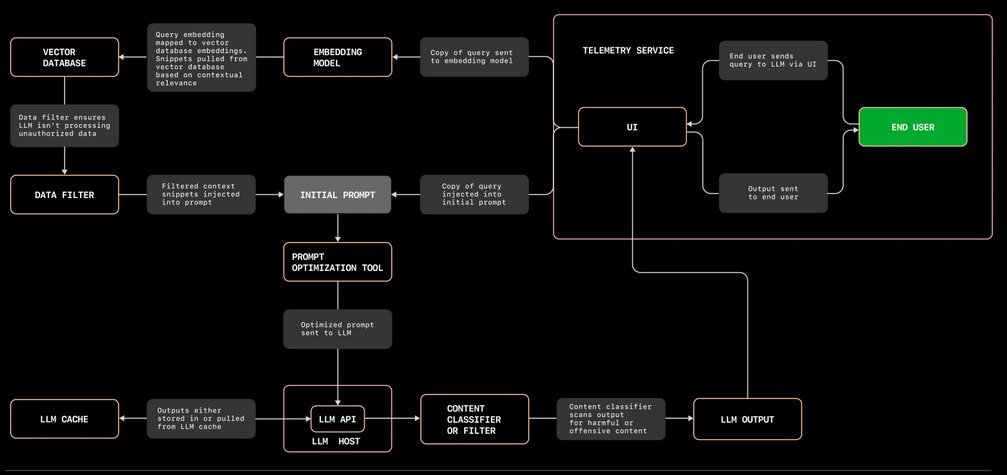 VECTOR
DATABASE
Query embedding
mapped to vector
database embeddings.
Snippets pulled from
vector database
based on contextual
relevance
EMBEDDING
MODEL
Copy of query sent
to embedding model
TELEMETRY SERVICE
End user sends
query to LLM via UI
UI
END USER
Output sent
to end user
Data filter ensures
LLM isn't processing
unauthorized data
DATA FILTER
Filtered context
snippets injected
into prompt
INITIAL PROMPT
Copy of query
injected into
initial prompt
PROMPT
OPTIMIZATION TOOL
Optimized prompt
sent to LLM
LLM CACHE
Outputs either
stored in or pulled
from LLM cache
LLM API
LLM HOST
CONTENT
CLASSIFIER
OR FILTER
Content classifier
scans output
for harmful or
offensive content
LLM OUTPUT